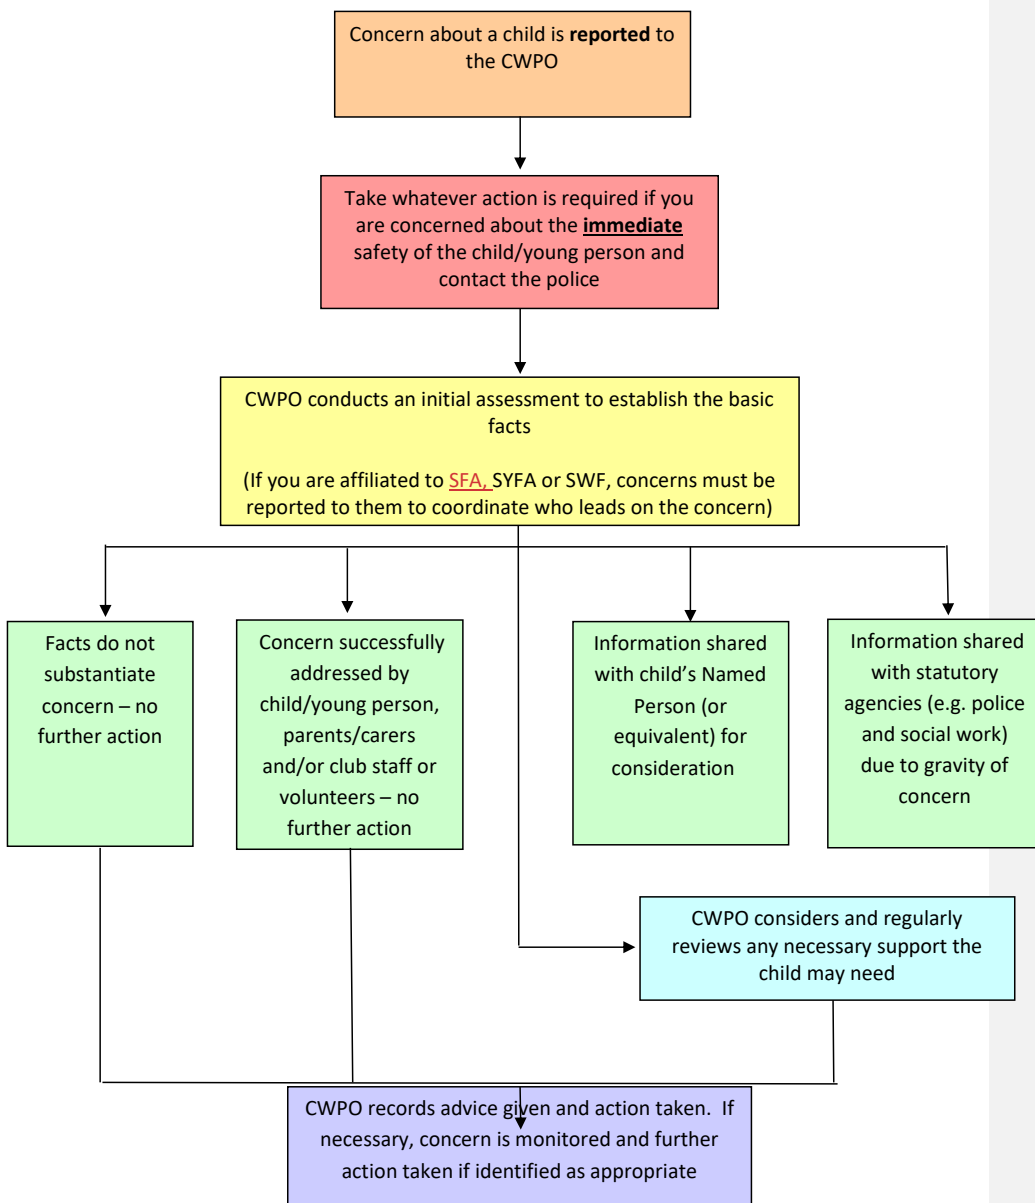 Concern about a child is reported to
the CWPO
Take whatever action is required if you
are concerned about the immediate
safety of the child/young person and
contact the police
CWPO conducts an initial assessment to establish the basic
facts
(If you are affiliated to SFA, SYFA or SWF, concerns must be
reported to them to coordinate who leads on the concern)
Facts do not
substantiate
concern – no
further action
Concern successfully
addressed by
child/young person,
parents/carers
and/or club staff or
volunteers – no
further action
Information shared
with child’s Named
Person (or
equivalent) for
consideration
Information shared
with statutory
agencies (e.g. police
and social work)
due to gravity of
concern
CWPO considers and regularly
reviews any necessary support the
child may need
CWPO records advice given and action taken.  If
necessary, concern is monitored and further
action taken if identified as appropriate